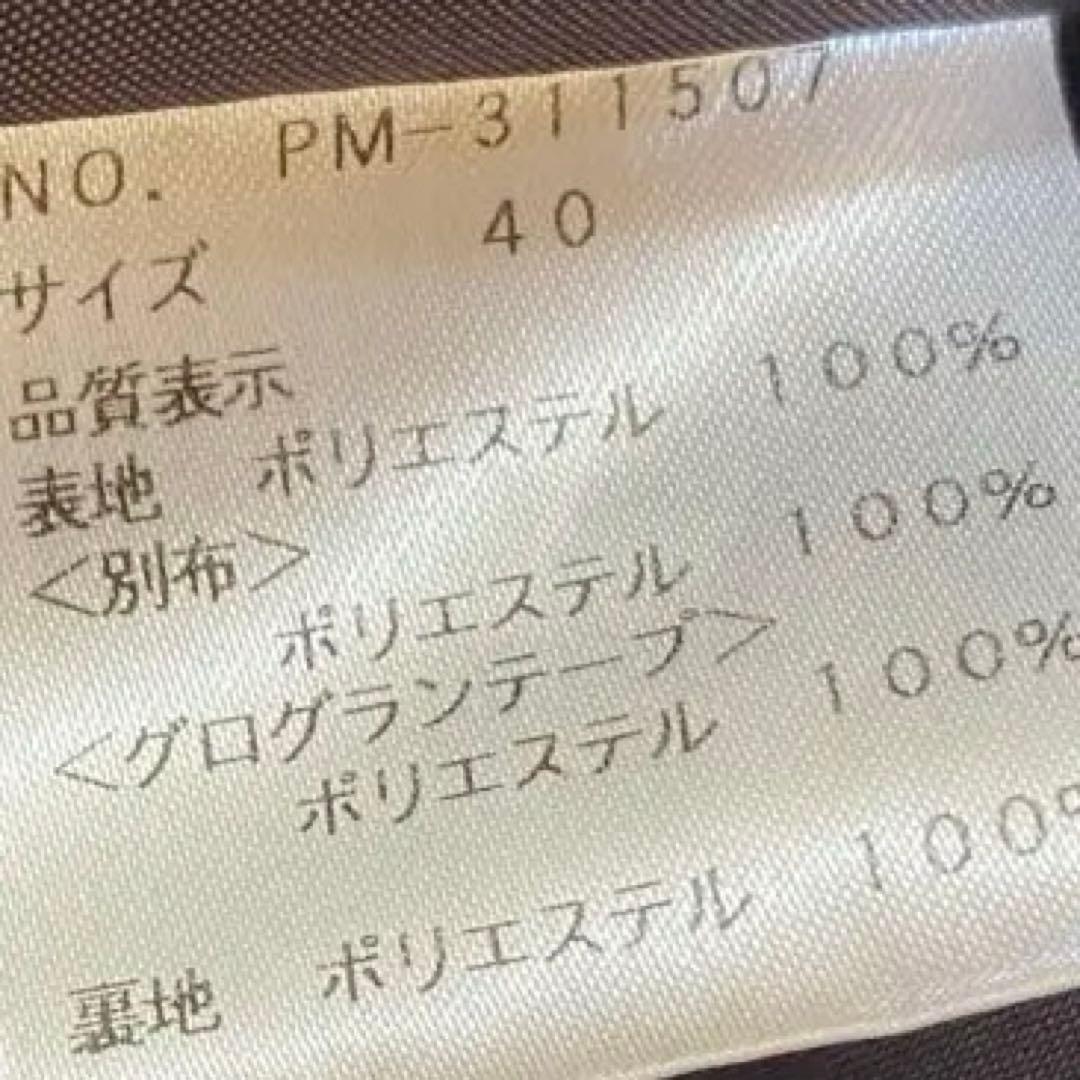 NO. PM-311507
サイズ 40
品質表示
表地 ポリエステル 100%
<別布>
ポリエステル 100%
<グログランテープ>
ポリエステル 100%
裏地 ポリエステル 100%